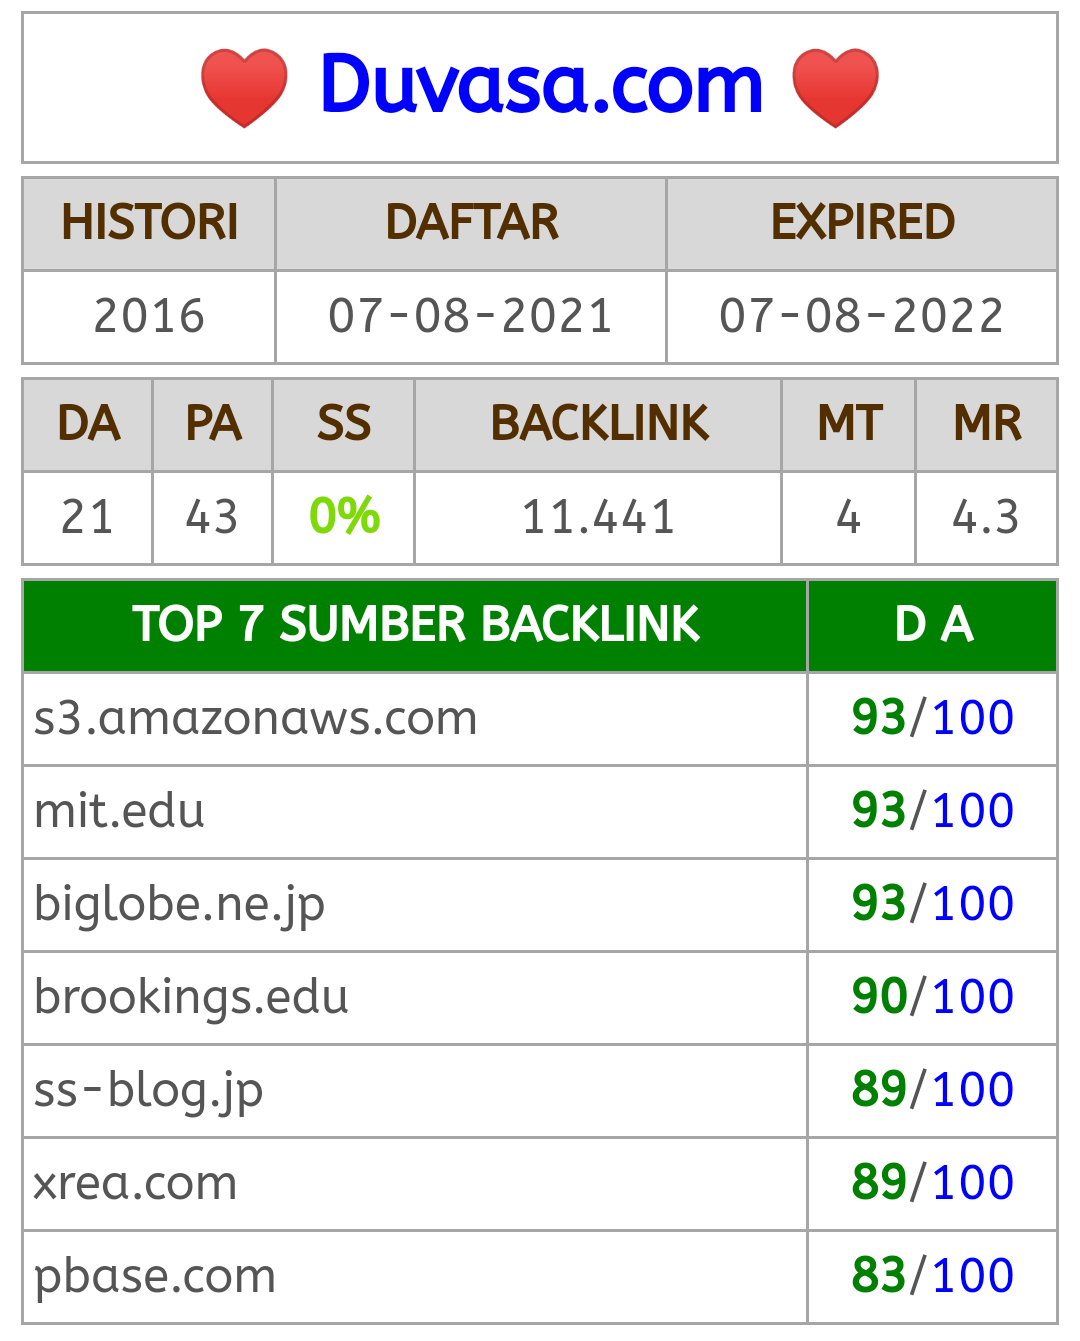 ❤️ Duvasa.com ❤️
HISTORI DAFTAR EXPIRED
2016 07-08-2021 07-08-2022
DA PA SS BACKLINK MT MR
21 43 0% 11.441 4 4.3
TOP 7 SUMBER BACKLINK D A
s3.amazonaws.com 93/100
mit.edu 93/100
biglobe.ne.jp 93/100
brookings.edu 90/100
ss-blog.jp 89/100
xrea.com 89/100
pbase.com 83/100